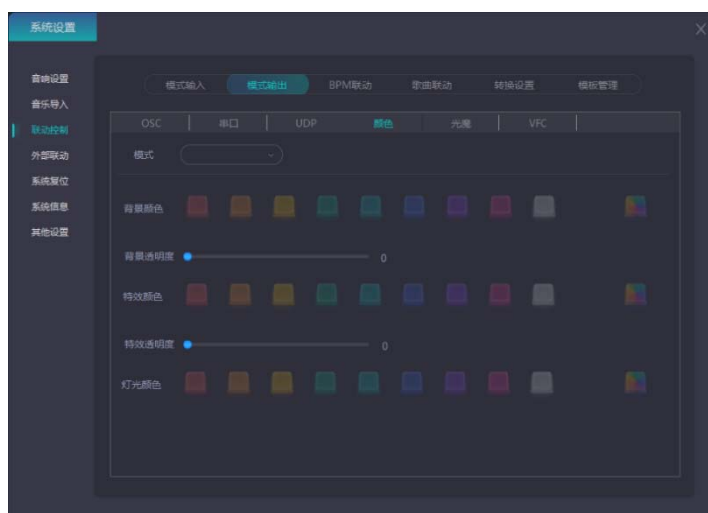 系统设置
音响设置
音乐导入
联动控制
外部联动
系统复位
系统信息
其他设置
模式输入 模式输出 BPM联动 歌曲联动 转换设置 模板管理
OSC 串口 UDP 颜色 光魔 VFC
模式
背景颜色
背景透明度 0
特效颜色
特效透明度 0
灯光颜色